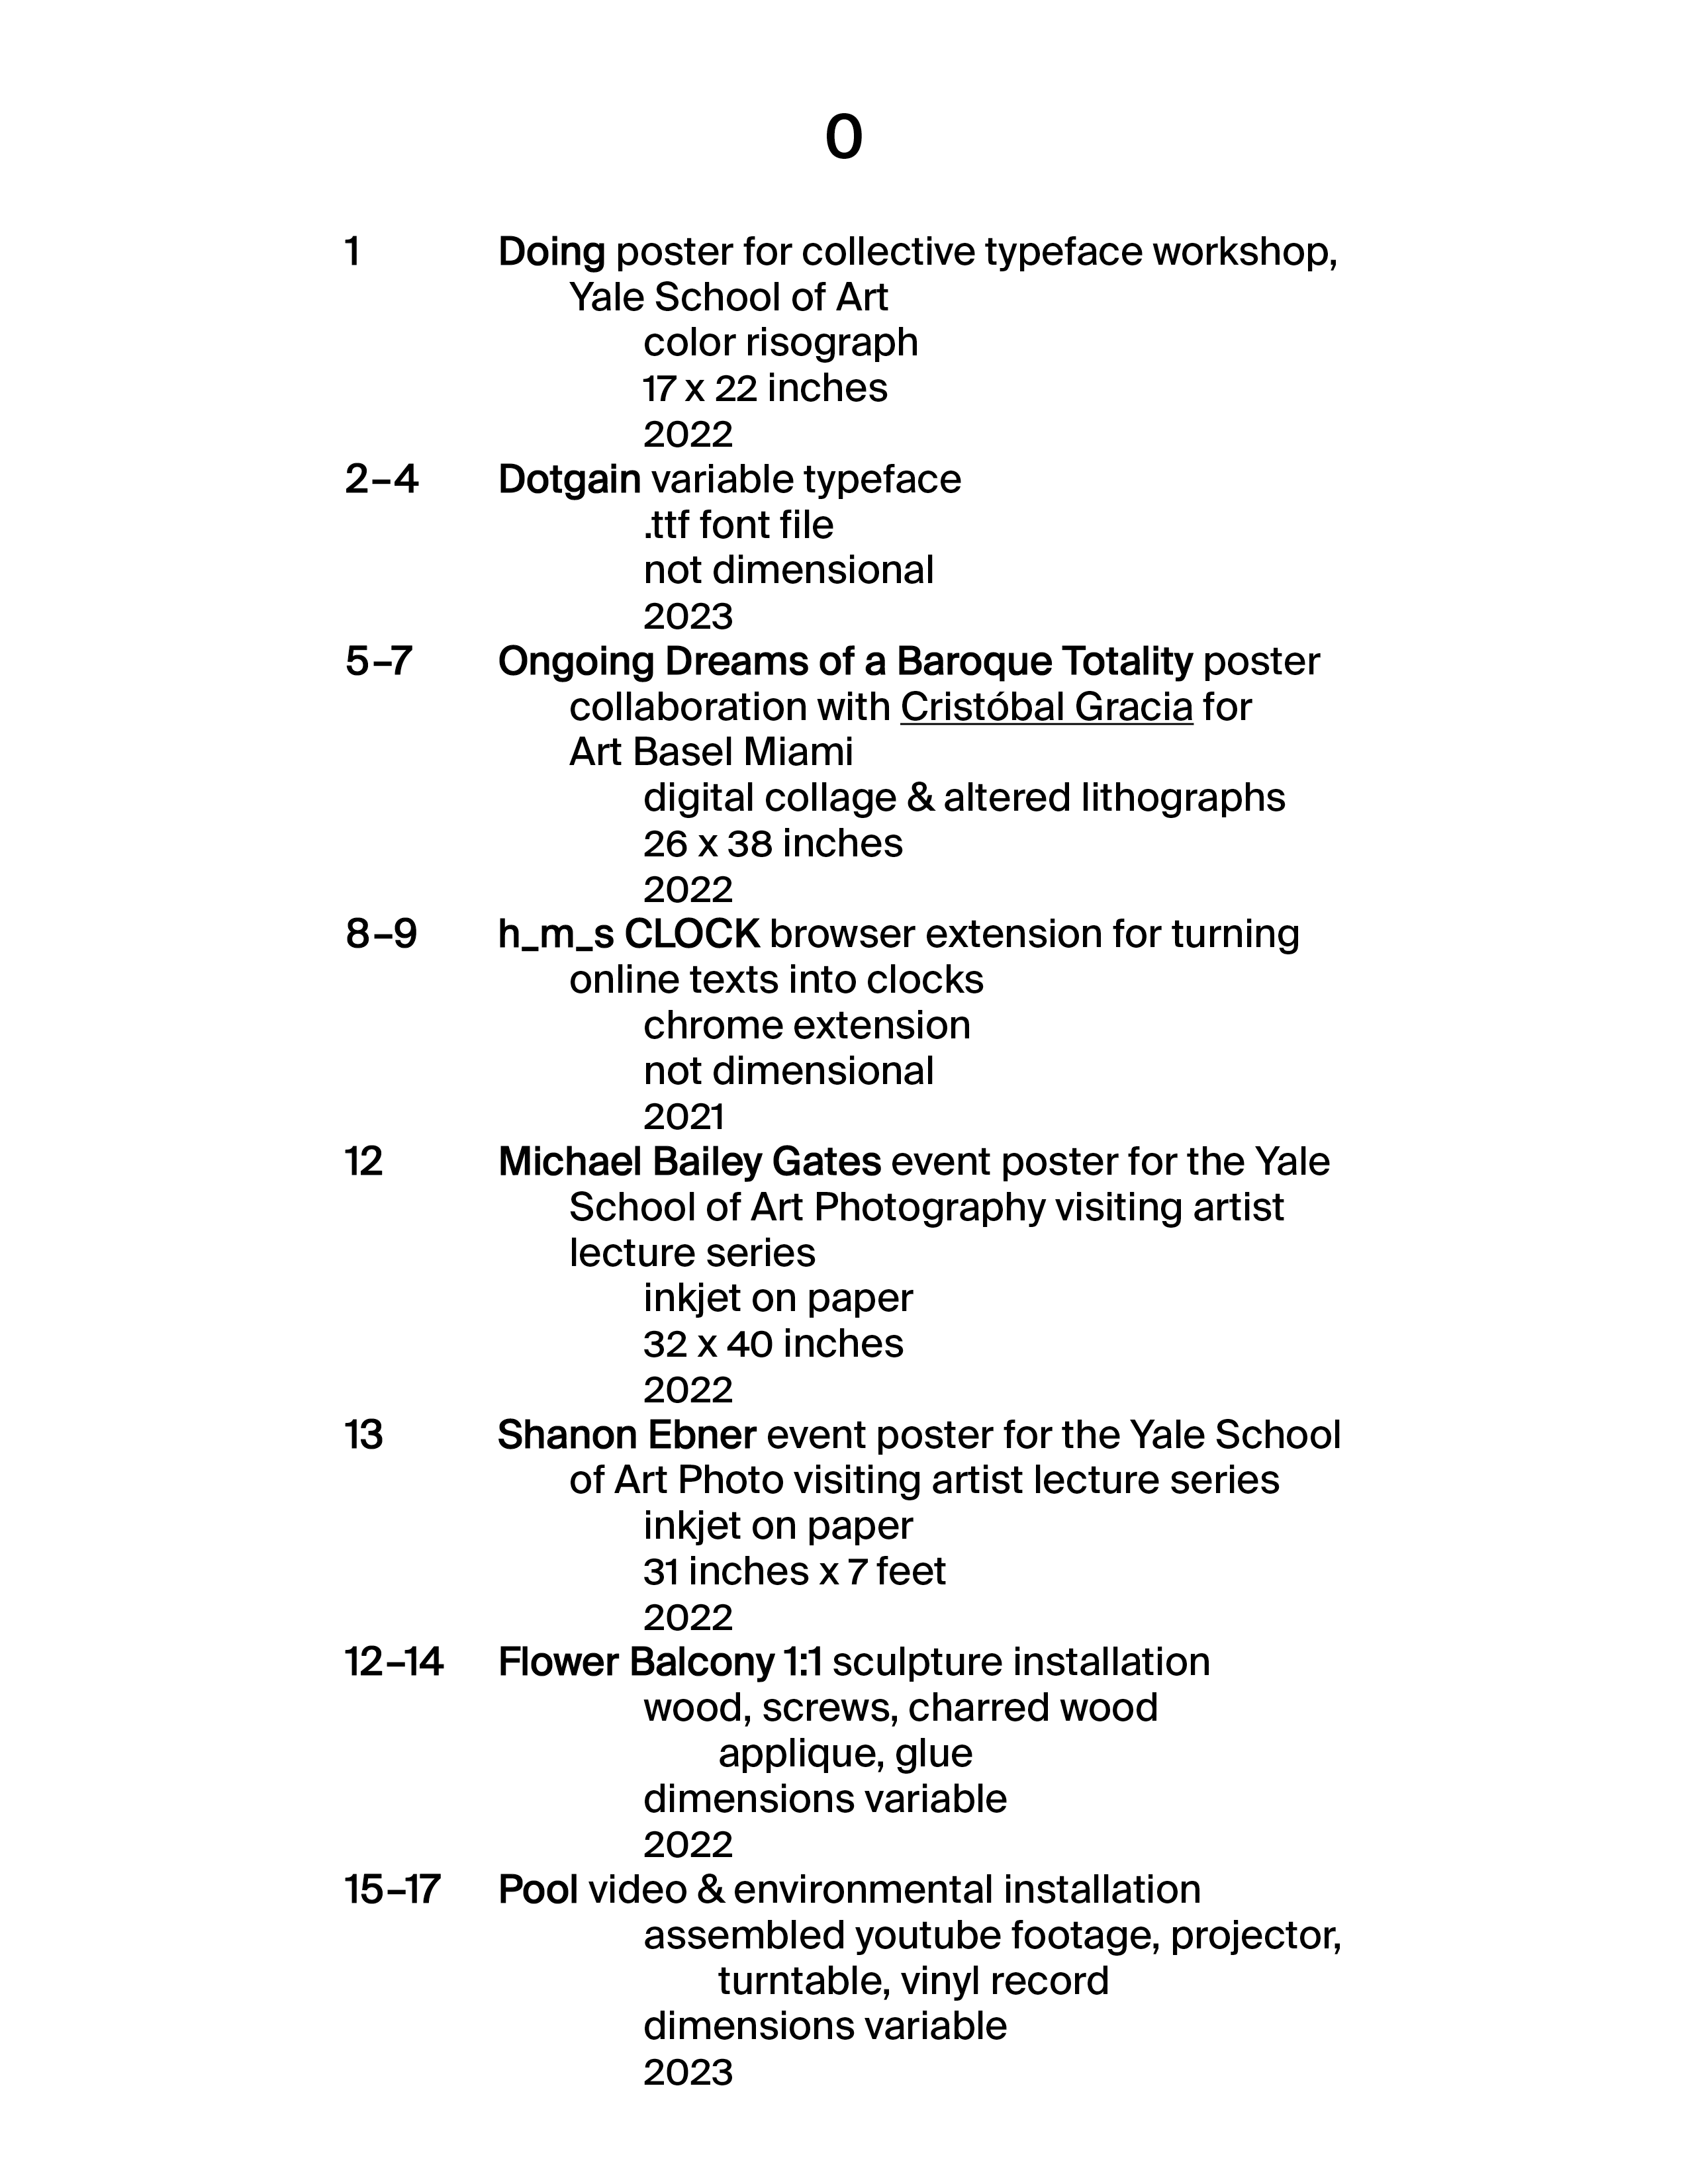 0
1 Doing poster for collective typeface workshop,
Yale School of Art
color risograph
17 x 22 inches
2022
2–4 Dotgain variable typeface
.ttf font file
not dimensional
2023
5–7 Ongoing Dreams of a Baroque Totality poster
collaboration with Cristóbal Gracia for
Art Basel Miami
digital collage & altered lithographs
26 x 38 inches
2022
8–9 h_m_s CLOCK browser extension for turning
online texts into clocks
chrome extension
not dimensional
2021
12 Michael Bailey Gates event poster for the Yale
School of Art Photography visiting artist
lecture series
inkjet on paper
32 x 40 inches
2022
13 Shanon Ebner event poster for the Yale School
of Art Photo visiting artist lecture series
inkjet on paper
31 inches x 7 feet
2022
12–14 Flower Balcony 1:1 sculpture installation
wood, screws, charred wood
applique, glue
dimensions variable
2022
15–17 Pool video & environmental installation
assembled youtube footage, projector,
turntable, vinyl record
dimensions variable
2023